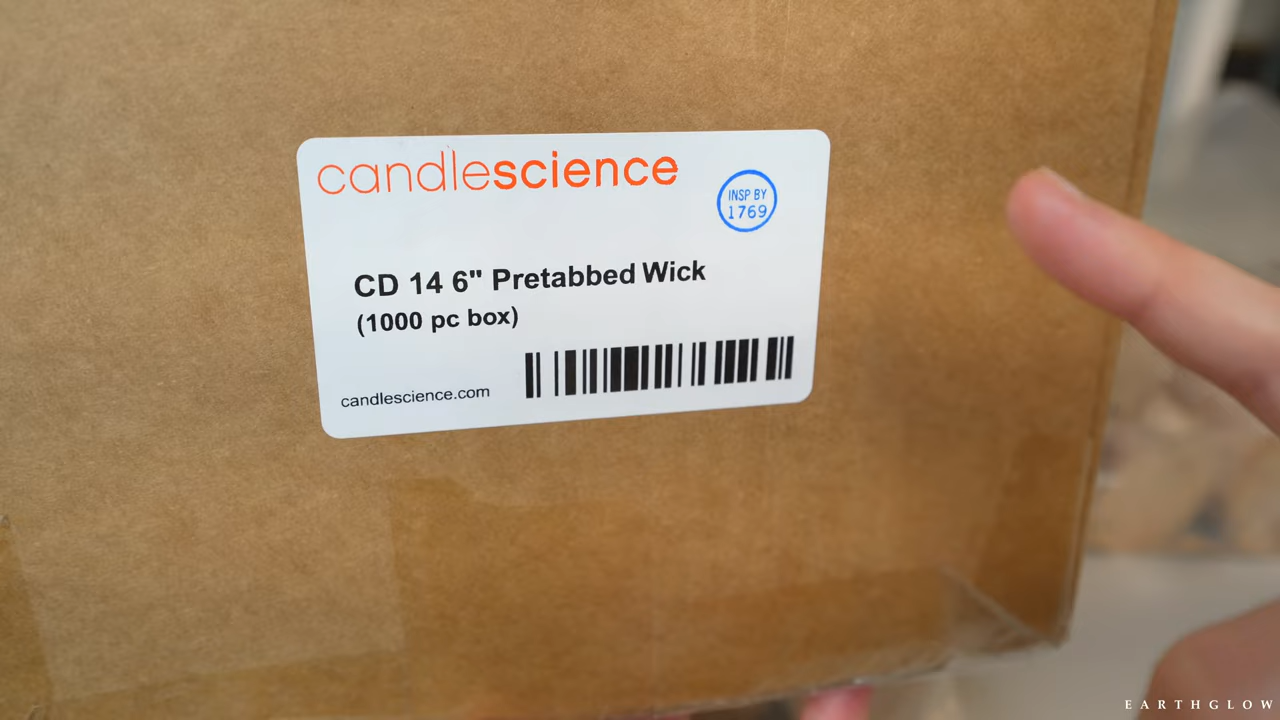 candlescience
INSP BY
1769
CD 14 6" Pretabbed Wick
(1000 pc box)
candlescience.com
EARTHGLOW